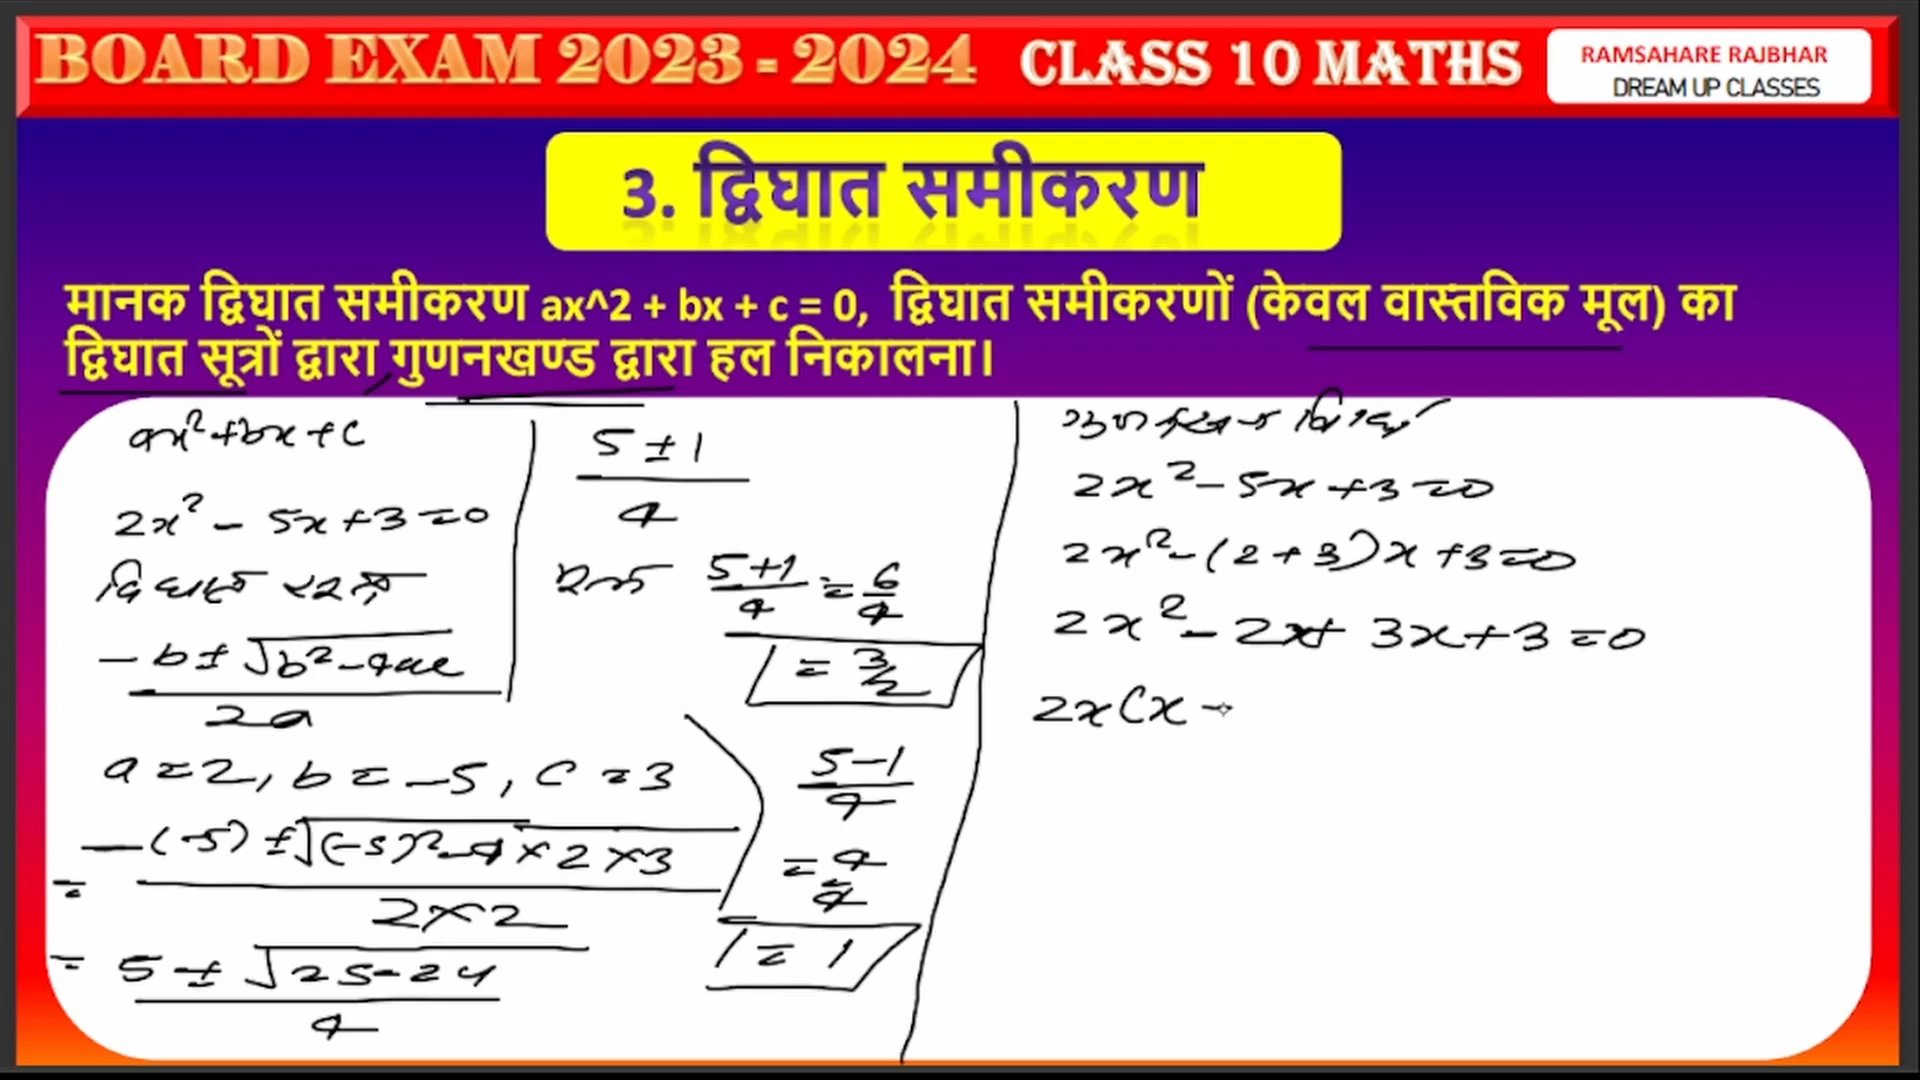 BOARD EXAM 2023 - 2024 CLASS 10 MATHS
RAMSAHARE RAJBHAR
DREAM UP CLASSES
3. द्विघात समीकरण
मानक द्विघात समीकरण ax^2 + bx + c = 0, द्विघात समीकरणों (केवल वास्तविक मूल) का
द्विघात सूत्रों द्वारा गुणनखण्ड द्वारा हल निकालना।
ax²+bx+c
2x² - 5x+3=0
-b±√b²-4ac
2a
a=2, b=-5, c=3
= -(-5) ±√(-5)²-4×2×3
2×2
= 5±√25-24
4
5±1
4
5+1/4 = 6/4
= 3/2
5-1
4
= 4/4
= 1
2x²-5x+3=0
2x²-(2+3)x+3=0
2x²-2x+3x+3=0
2x(x -